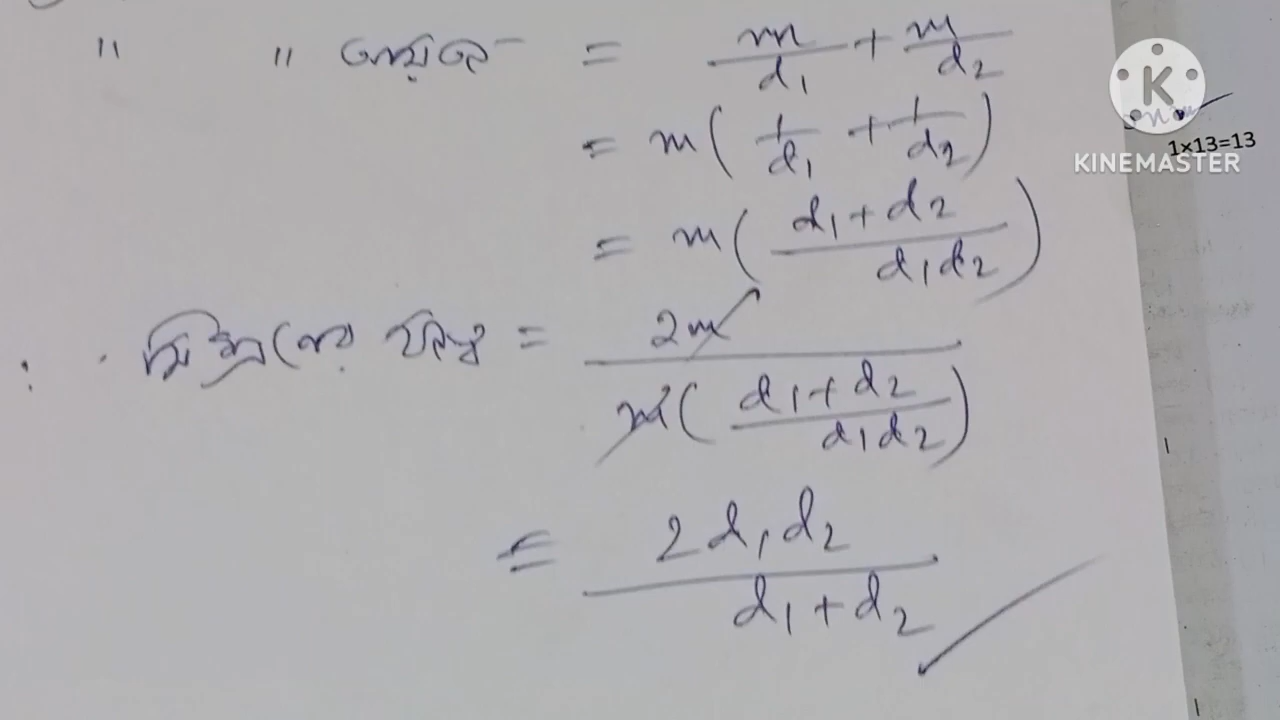 " " = m/d₁ + m/d₂
= m(1/d₁ + 1/d₂)
1×13=13
KINEMASTER
= m((d₁+d₂)/(d₁d₂))
∴ মিশ্রণের ঘনত্ব = 2m/(m((d₁+d₂)/(d₁d₂)))
= 2d₁d₂/(d₁+d₂)